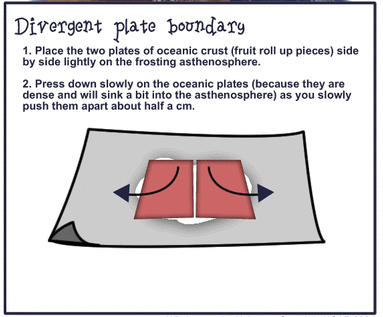 Divergent plate boundary
1. Place the two plates of oceanic crust (fruit roll up pieces) side
by side lightly on the frosting asthenosphere.
2. Press down slowly on the oceanic plates (because they are
dense and will sink a bit into the asthenosphere) as you slowly
push them apart about half a cm.